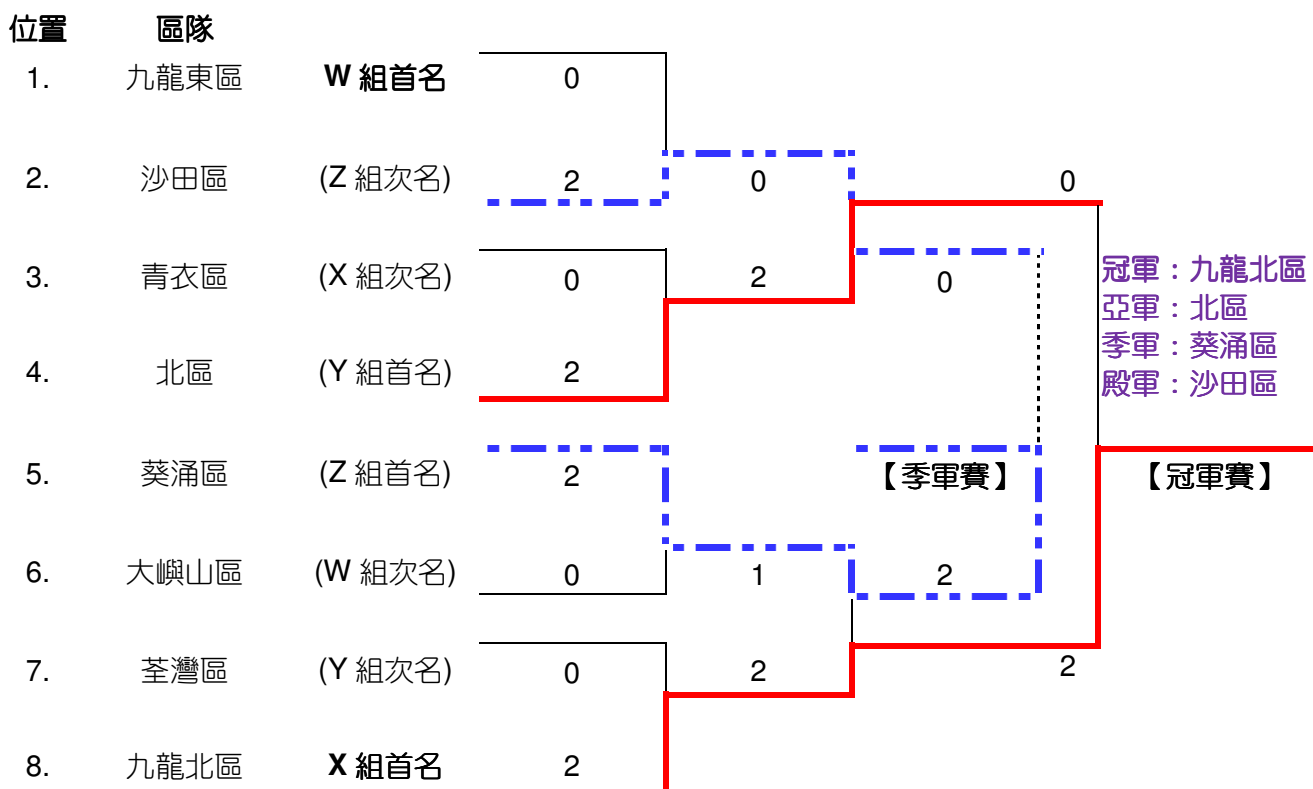 位置 區隊
1. 九龍東區 W 組首名 0
2. 沙田區 (Z 組次名) 2 0 0
3. 青衣區 (X 組次名) 0 2 0
冠軍：九龍北區
亞軍：北區
季軍：葵涌區
殿軍：沙田區
4. 北區 (Y 組首名) 2
5. 葵涌區 (Z 組首名) 2 【季軍賽】 【冠軍賽】
6. 大嶼山區 (W 組次名) 0 1 2
7. 荃灣區 (Y 組次名) 0 2 2
8. 九龍北區 X 組首名 2